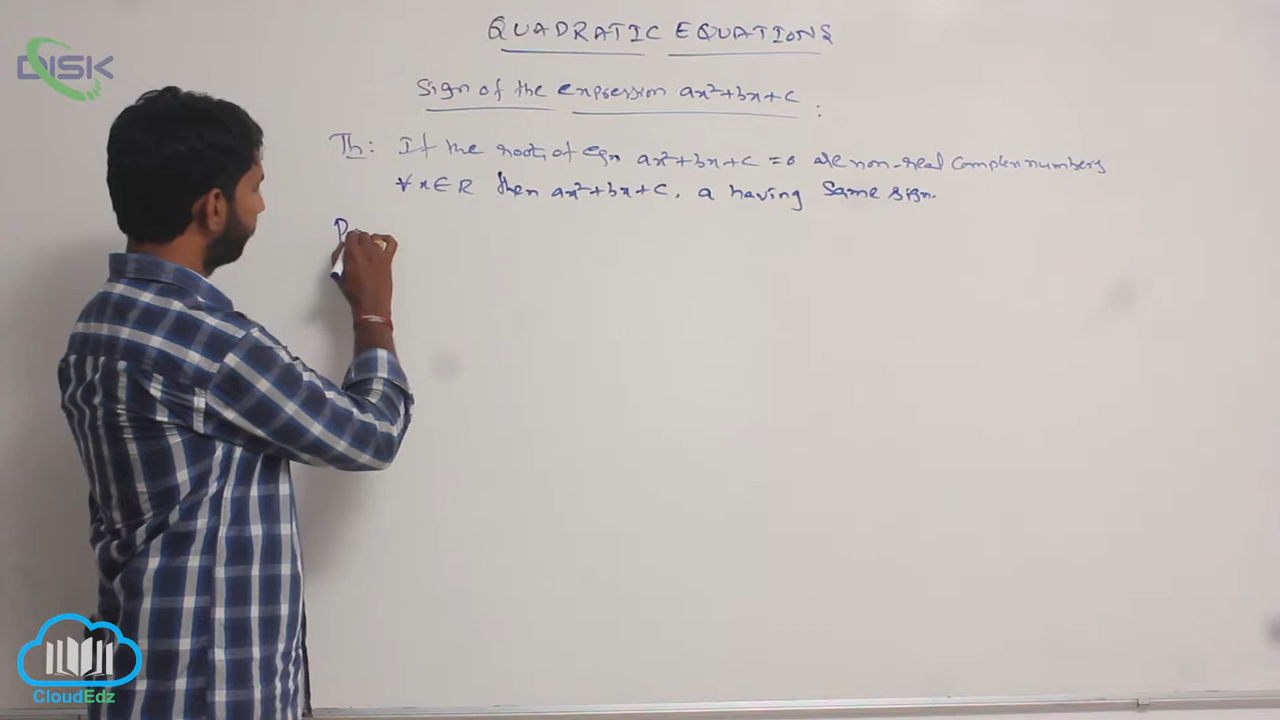 QUADRATIC EQUATIONS
DISK
Sign of the expression ax²+bx+c :
Th: If the roots of eqn ax²+bx+c =0 are non-real complex numbers
∀ x∈R then ax²+bx+c, a having same sign.
CloudEdz